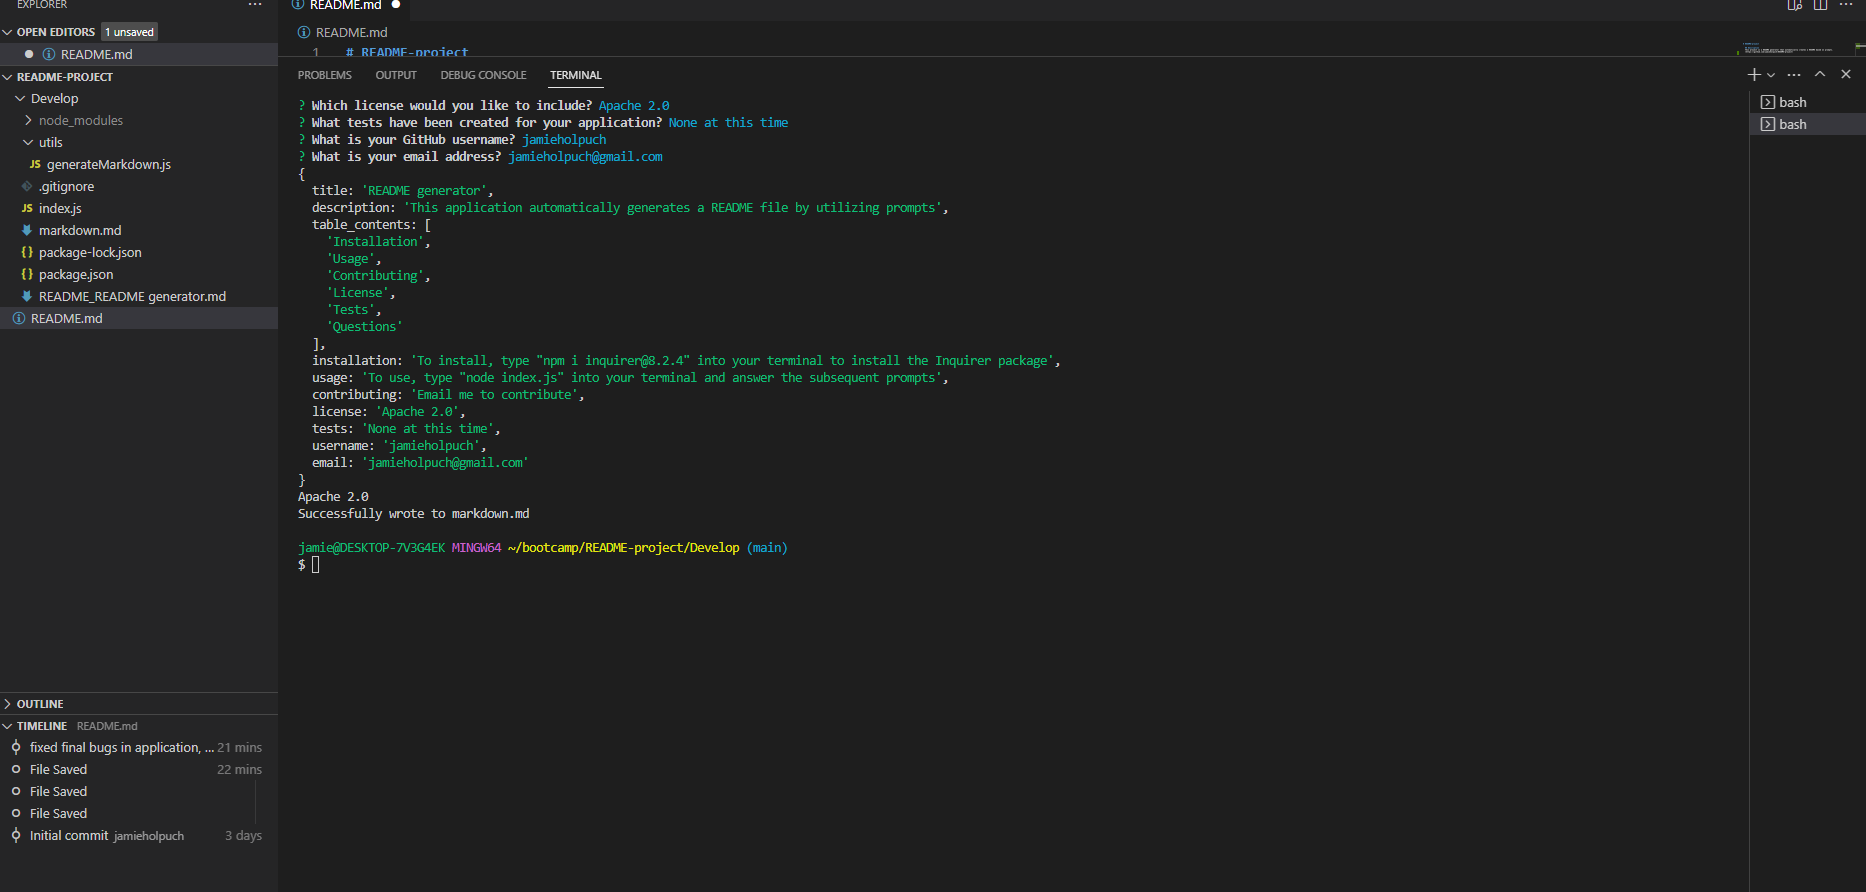 EXPLORER
OPEN EDITORS 1 unsaved
README.md
README-PROJECT
Develop
node_modules
utils
JS generateMarkdown.js
.gitignore
JS index.js
markdown.md
{} package-lock.json
{} package.json
README_README generator.md
README.md
OUTLINE
TIMELINE README.md
fixed final bugs in application, ... 21 mins
File Saved 22 mins
File Saved
File Saved
Initial commit jamieholpuch 3 days
README.md
README.md
1 # README-project
PROBLEMS OUTPUT DEBUG CONSOLE TERMINAL
? Which license would you like to include? Apache 2.0
? What tests have been created for your application? None at this time
? What is your GitHub username? jamieholpuch
? What is your email address? jamieholpuch@gmail.com
{
title: 'README generator',
description: 'This application automatically generates a README file by utilizing prompts',
table_contents: [
'Installation',
'Usage',
'Contributing',
'License',
'Tests',
'Questions'
],
installation: 'To install, type "npm i inquirer@8.2.4" into your terminal to install the Inquirer package',
usage: 'To use, type "node index.js" into your terminal and answer the subsequent prompts',
contributing: 'Email me to contribute',
license: 'Apache 2.0',
tests: 'None at this time',
username: 'jamieholpuch',
email: 'jamieholpuch@gmail.com'
}
Apache 2.0
Successfully wrote to markdown.md
jamie@DESKTOP-7V3G4EK MINGW64 ~/bootcamp/README-project/Develop (main)
$
bash
bash